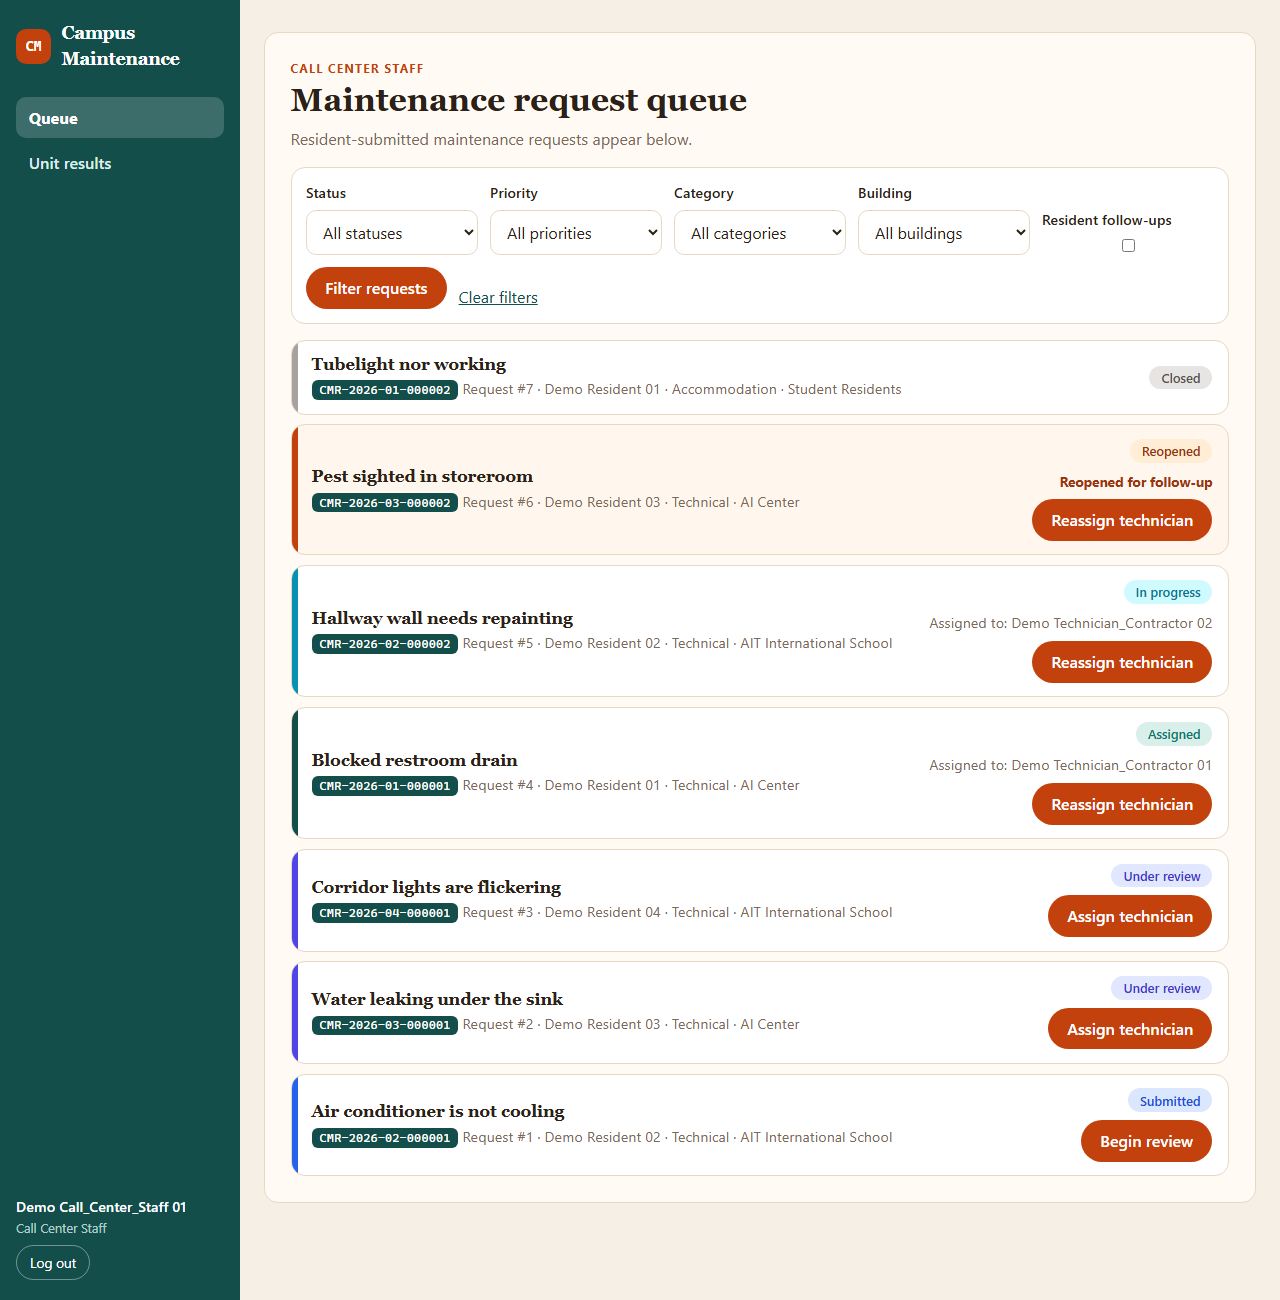 CM
Campus
Maintenance
Queue
Unit results
CALL CENTER STAFF
Maintenance request queue
Resident-submitted maintenance requests appear below.
Status
Priority
Category
Building
Resident follow-ups
All statuses
All priorities
All categories
All buildings
Filter requests
Clear filters
Tubelight nor working
CMR-2026-01-000002 Request #7 · Demo Resident 01 · Accommodation · Student Residents
Closed
Pest sighted in storeroom
CMR-2026-03-000002 Request #6 · Demo Resident 03 · Technical · AI Center
Reopened
Reopened for follow-up
Reassign technician
Hallway wall needs repainting
CMR-2026-02-000002 Request #5 · Demo Resident 02 · Technical · AIT International School
In progress
Assigned to: Demo Technician_Contractor 02
Reassign technician
Blocked restroom drain
CMR-2026-01-000001 Request #4 · Demo Resident 01 · Technical · AI Center
Assigned
Assigned to: Demo Technician_Contractor 01
Reassign technician
Corridor lights are flickering
CMR-2026-04-000001 Request #3 · Demo Resident 04 · Technical · AIT International School
Under review
Assign technician
Water leaking under the sink
CMR-2026-03-000001 Request #2 · Demo Resident 03 · Technical · AI Center
Under review
Assign technician
Air conditioner is not cooling
CMR-2026-02-000001 Request #1 · Demo Resident 02 · Technical · AIT International School
Submitted
Begin review
Demo Call_Center_Staff 01
Call Center Staff
Log out